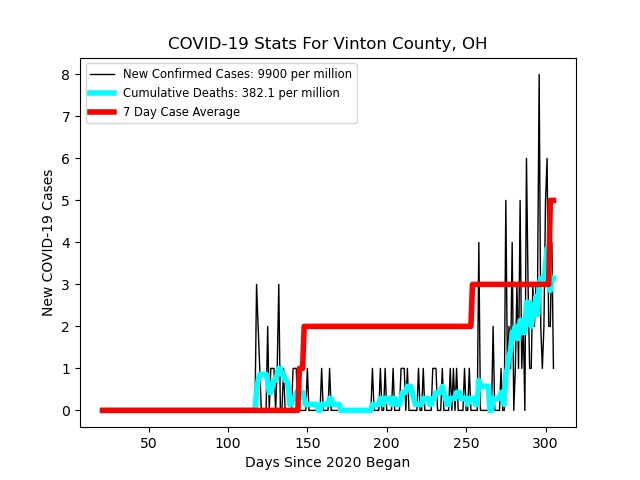 COVID-19 Stats For Vinton County, OH
New Confirmed Cases: 9900 per million
Cumulative Deaths: 382.1 per million
7 Day Case Average
8
7
6
5
4
3
2
1
0
New COVID-19 Cases
50 100 150 200 250 300
Days Since 2020 Began